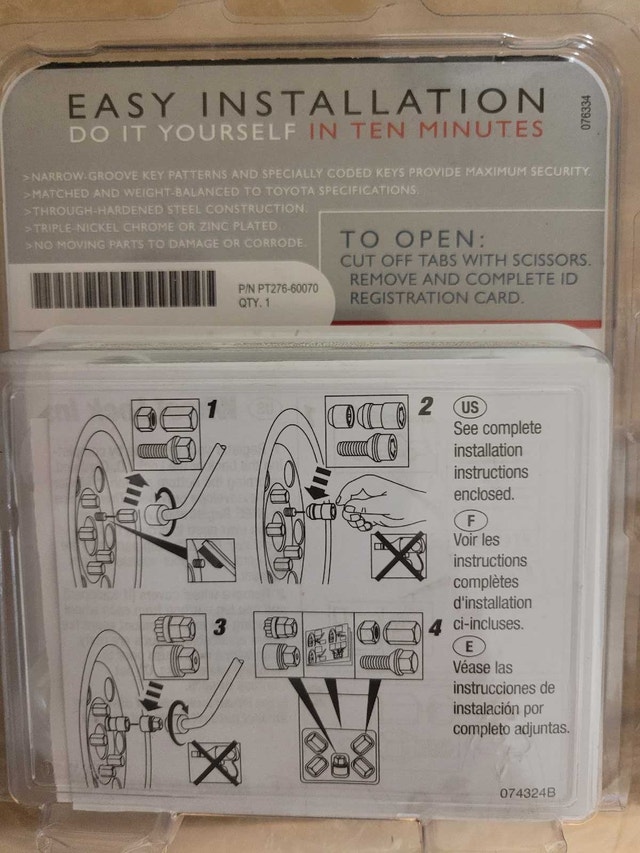 EASY INSTALLATION
DO IT YOURSELF IN TEN MINUTES
076334
>NARROW-GROOVE KEY PATTERNS AND SPECIALLY CODED KEYS PROVIDE MAXIMUM SECURITY.
>MATCHED AND WEIGHT-BALANCED TO TOYOTA SPECIFICATIONS.
>THROUGH-HARDENED STEEL CONSTRUCTION.
>TRIPLE-NICKEL CHROME OR ZINC PLATED.
>NO MOVING PARTS TO DAMAGE OR CORRODE.
TO OPEN:
CUT OFF TABS WITH SCISSORS.
REMOVE AND COMPLETE ID
REGISTRATION CARD.
P/N PT276-60070
QTY. 1
1
2
3
4
US
See complete
installation
instructions
enclosed.
F
Voir les
instructions
complètes
d'installation
ci-incluses.
E
Véase las
instrucciones de
instalación por
completo adjuntas.
074324B